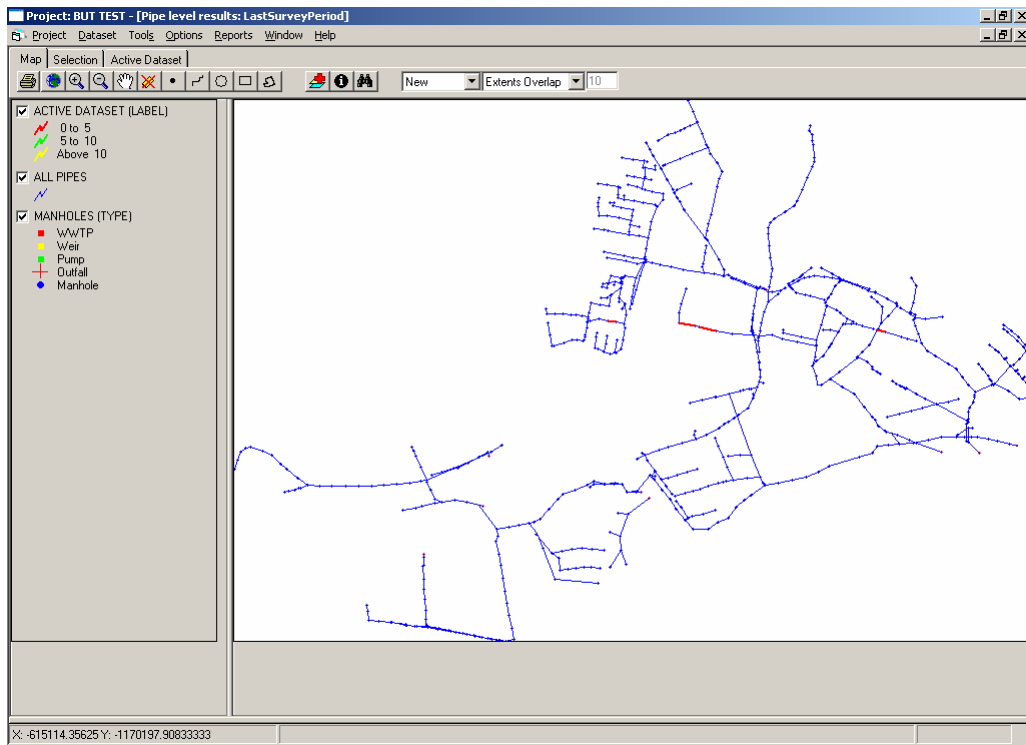 Project: BUT TEST - [Pipe level results: LastSurveyPeriod]
Project Dataset Tools Options Reports Window Help
Map Selection Active Dataset
New Extents Overlap 10
ACTIVE DATASET (LABEL)
0 to 5
5 to 10
Above 10
ALL PIPES
MANHOLES (TYPE)
WWTP
Weir
Pump
Outfall
Manhole
X: -615114.35625 Y: -1170197.90833333